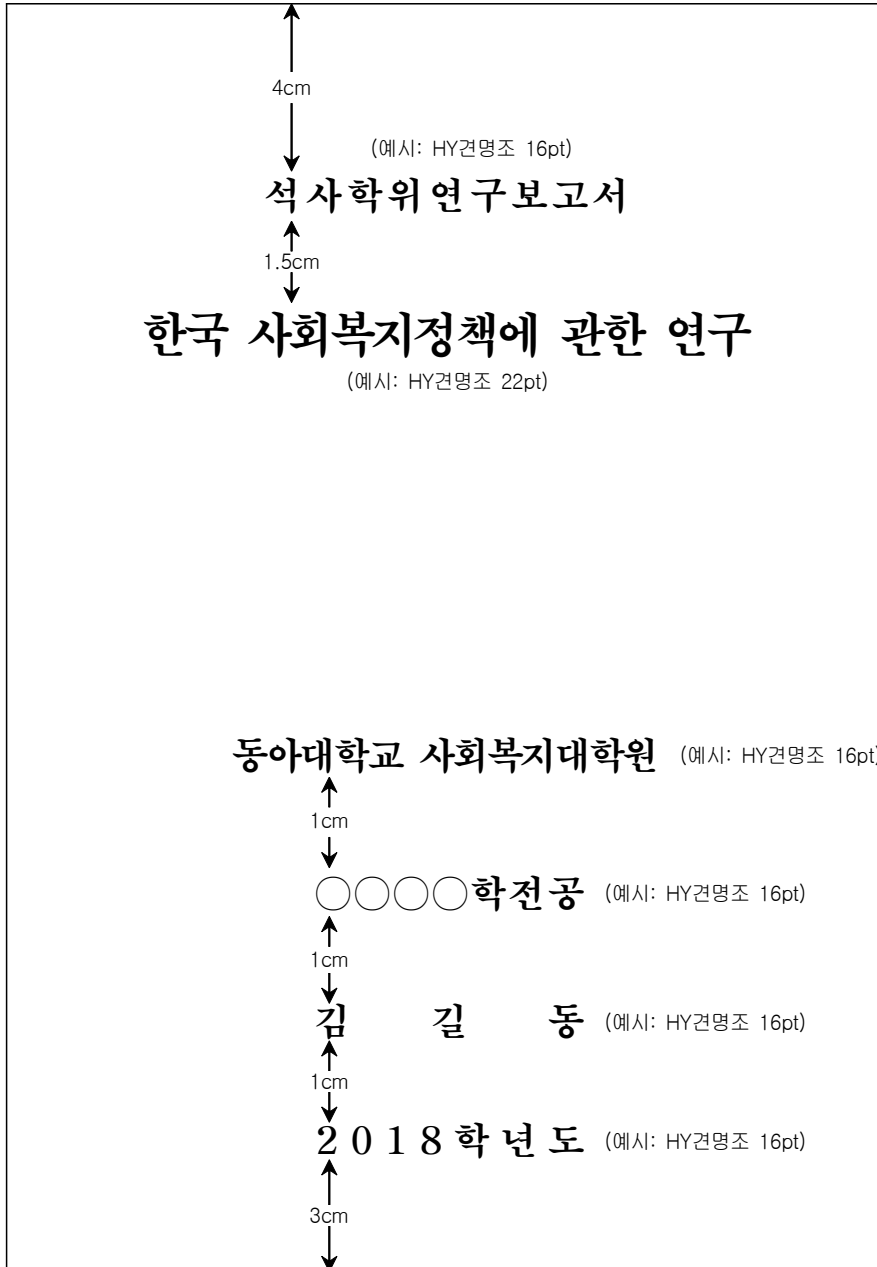 4cm
(예시: HY견명조 16pt)
석사학위연구보고서
1.5cm
한국 사회복지정책에 관한 연구
(예시: HY견명조 22pt)
동아대학교 사회복지대학원 (예시: HY견명조 16pt)
1cm
○○○○학전공 (예시: HY견명조 16pt)
1cm
김 길 동 (예시: HY견명조 16pt)
1cm
2018학년도 (예시: HY견명조 16pt)
3cm